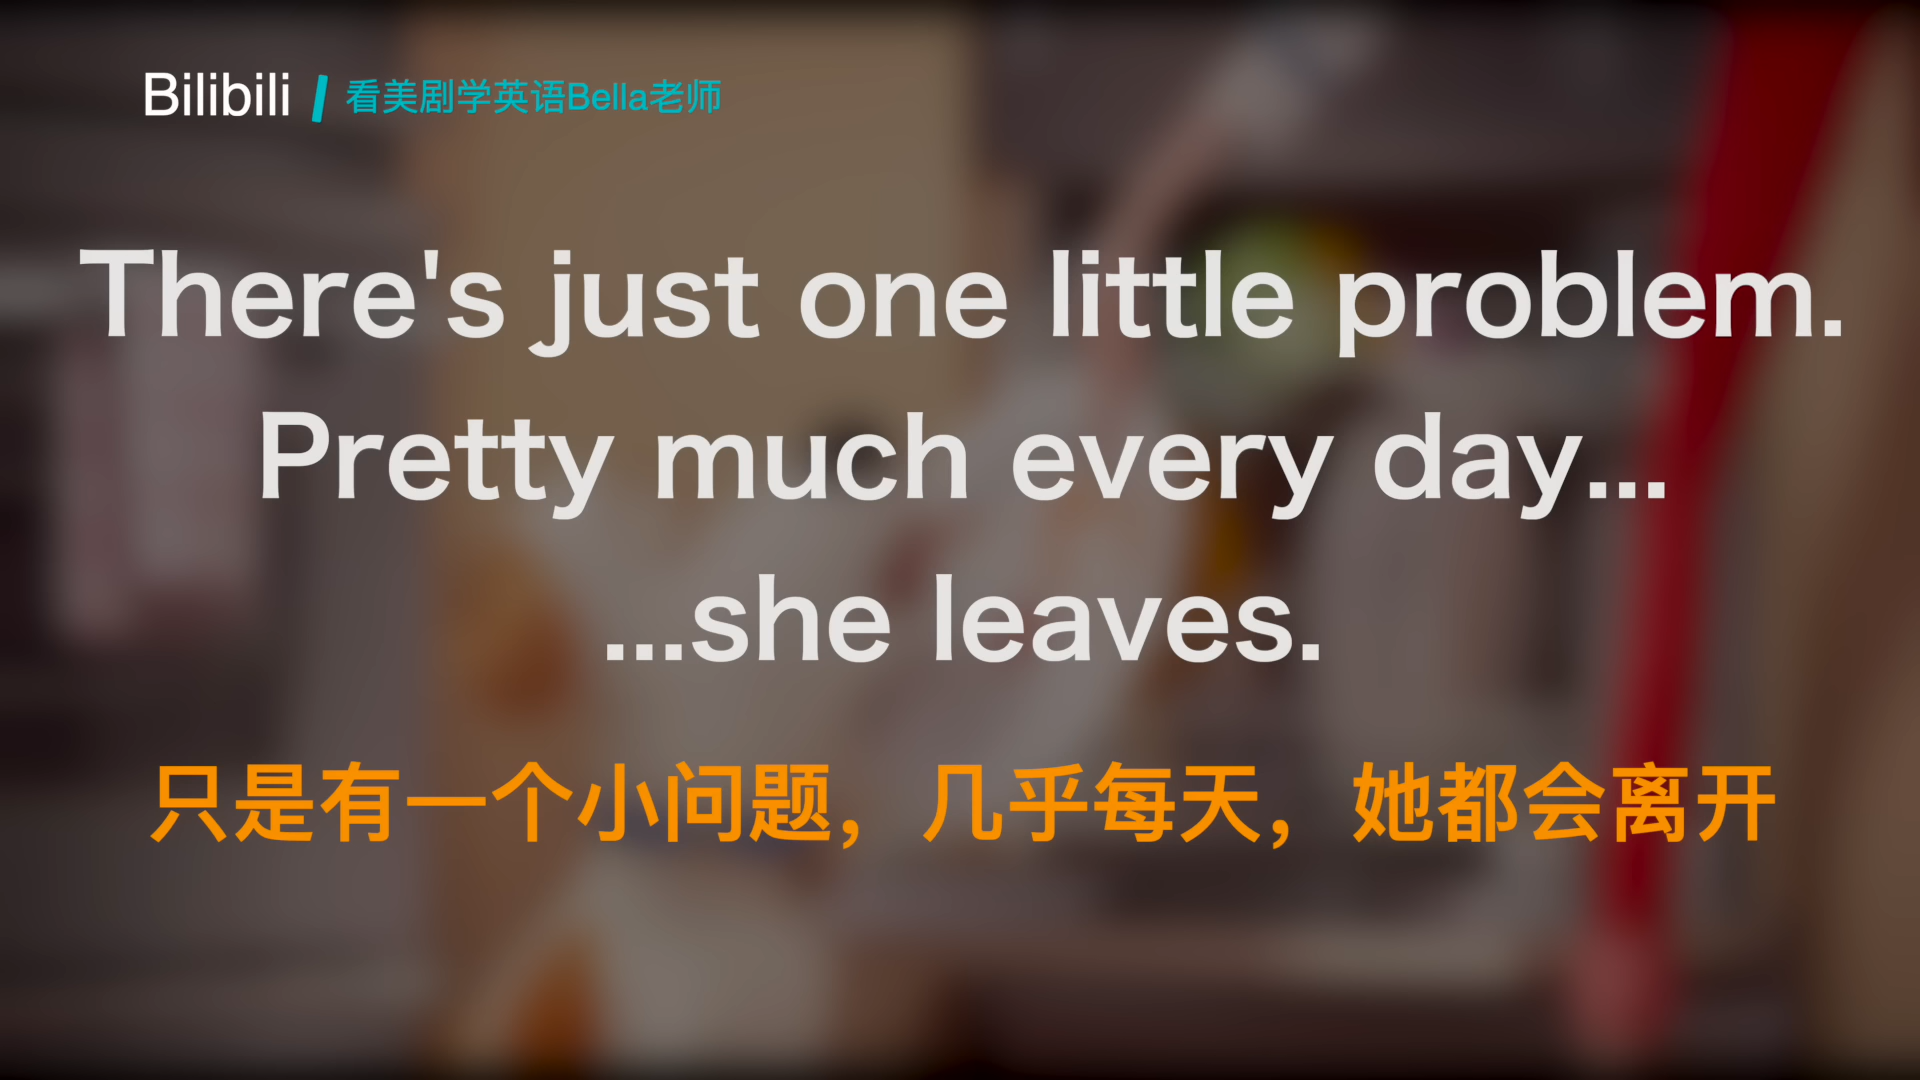 Bilibili / 看美剧学英语Bella老师
There's just one little problem.
Pretty much every day...
...she leaves.
只是有一个小问题，几乎每天，她都会离开